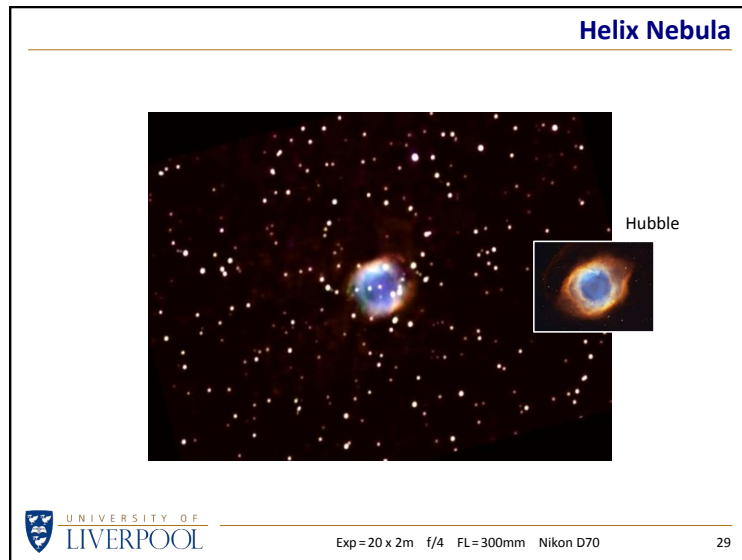 Helix Nebula
Hubble
UNIVERSITY OF
LIVERPOOL
Exp = 20 x 2m f/4 FL = 300mm Nikon D70
29